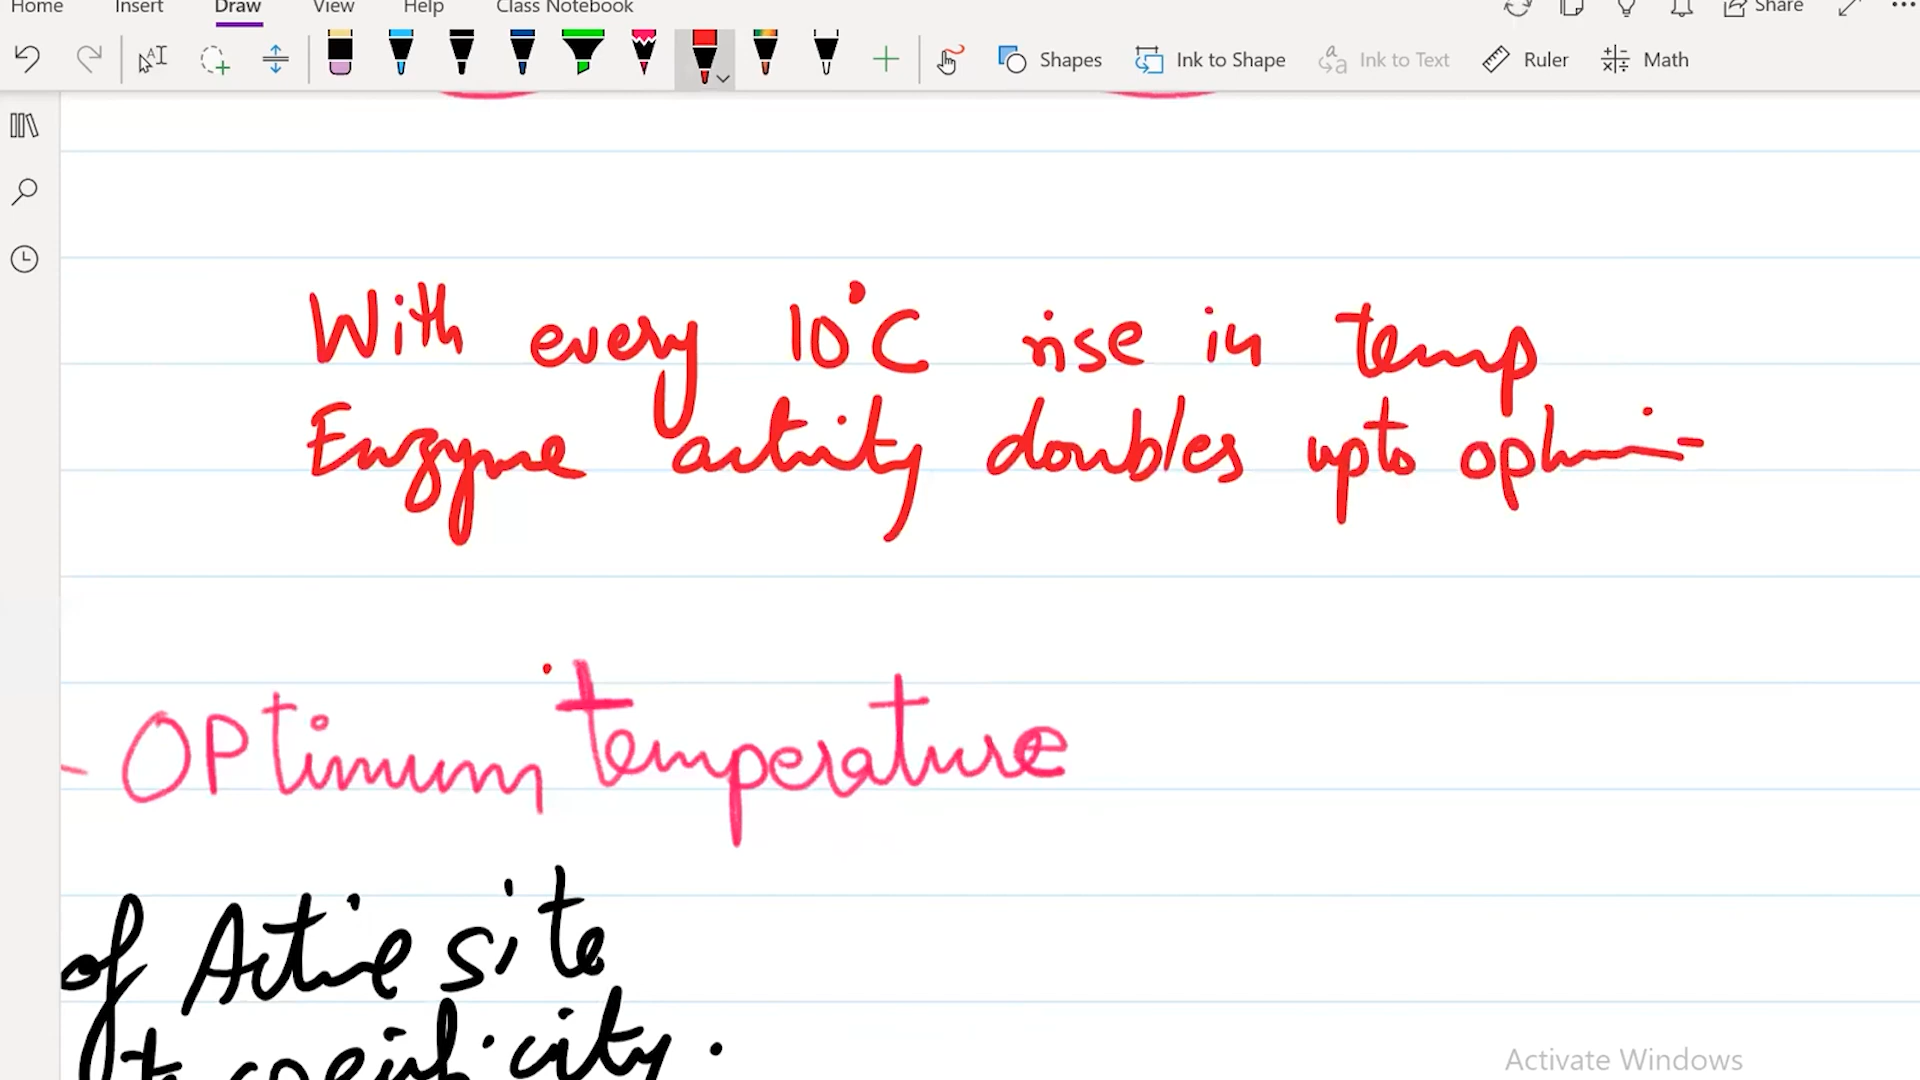 Home Insert Draw View Help Class Notebook Share
Shapes Ink to Shape Ink to Text Ruler Math
With every 10°C rise in temp
Enzyme activity doubles upto
- OPtimum temperature
of Active site
Activate Windows